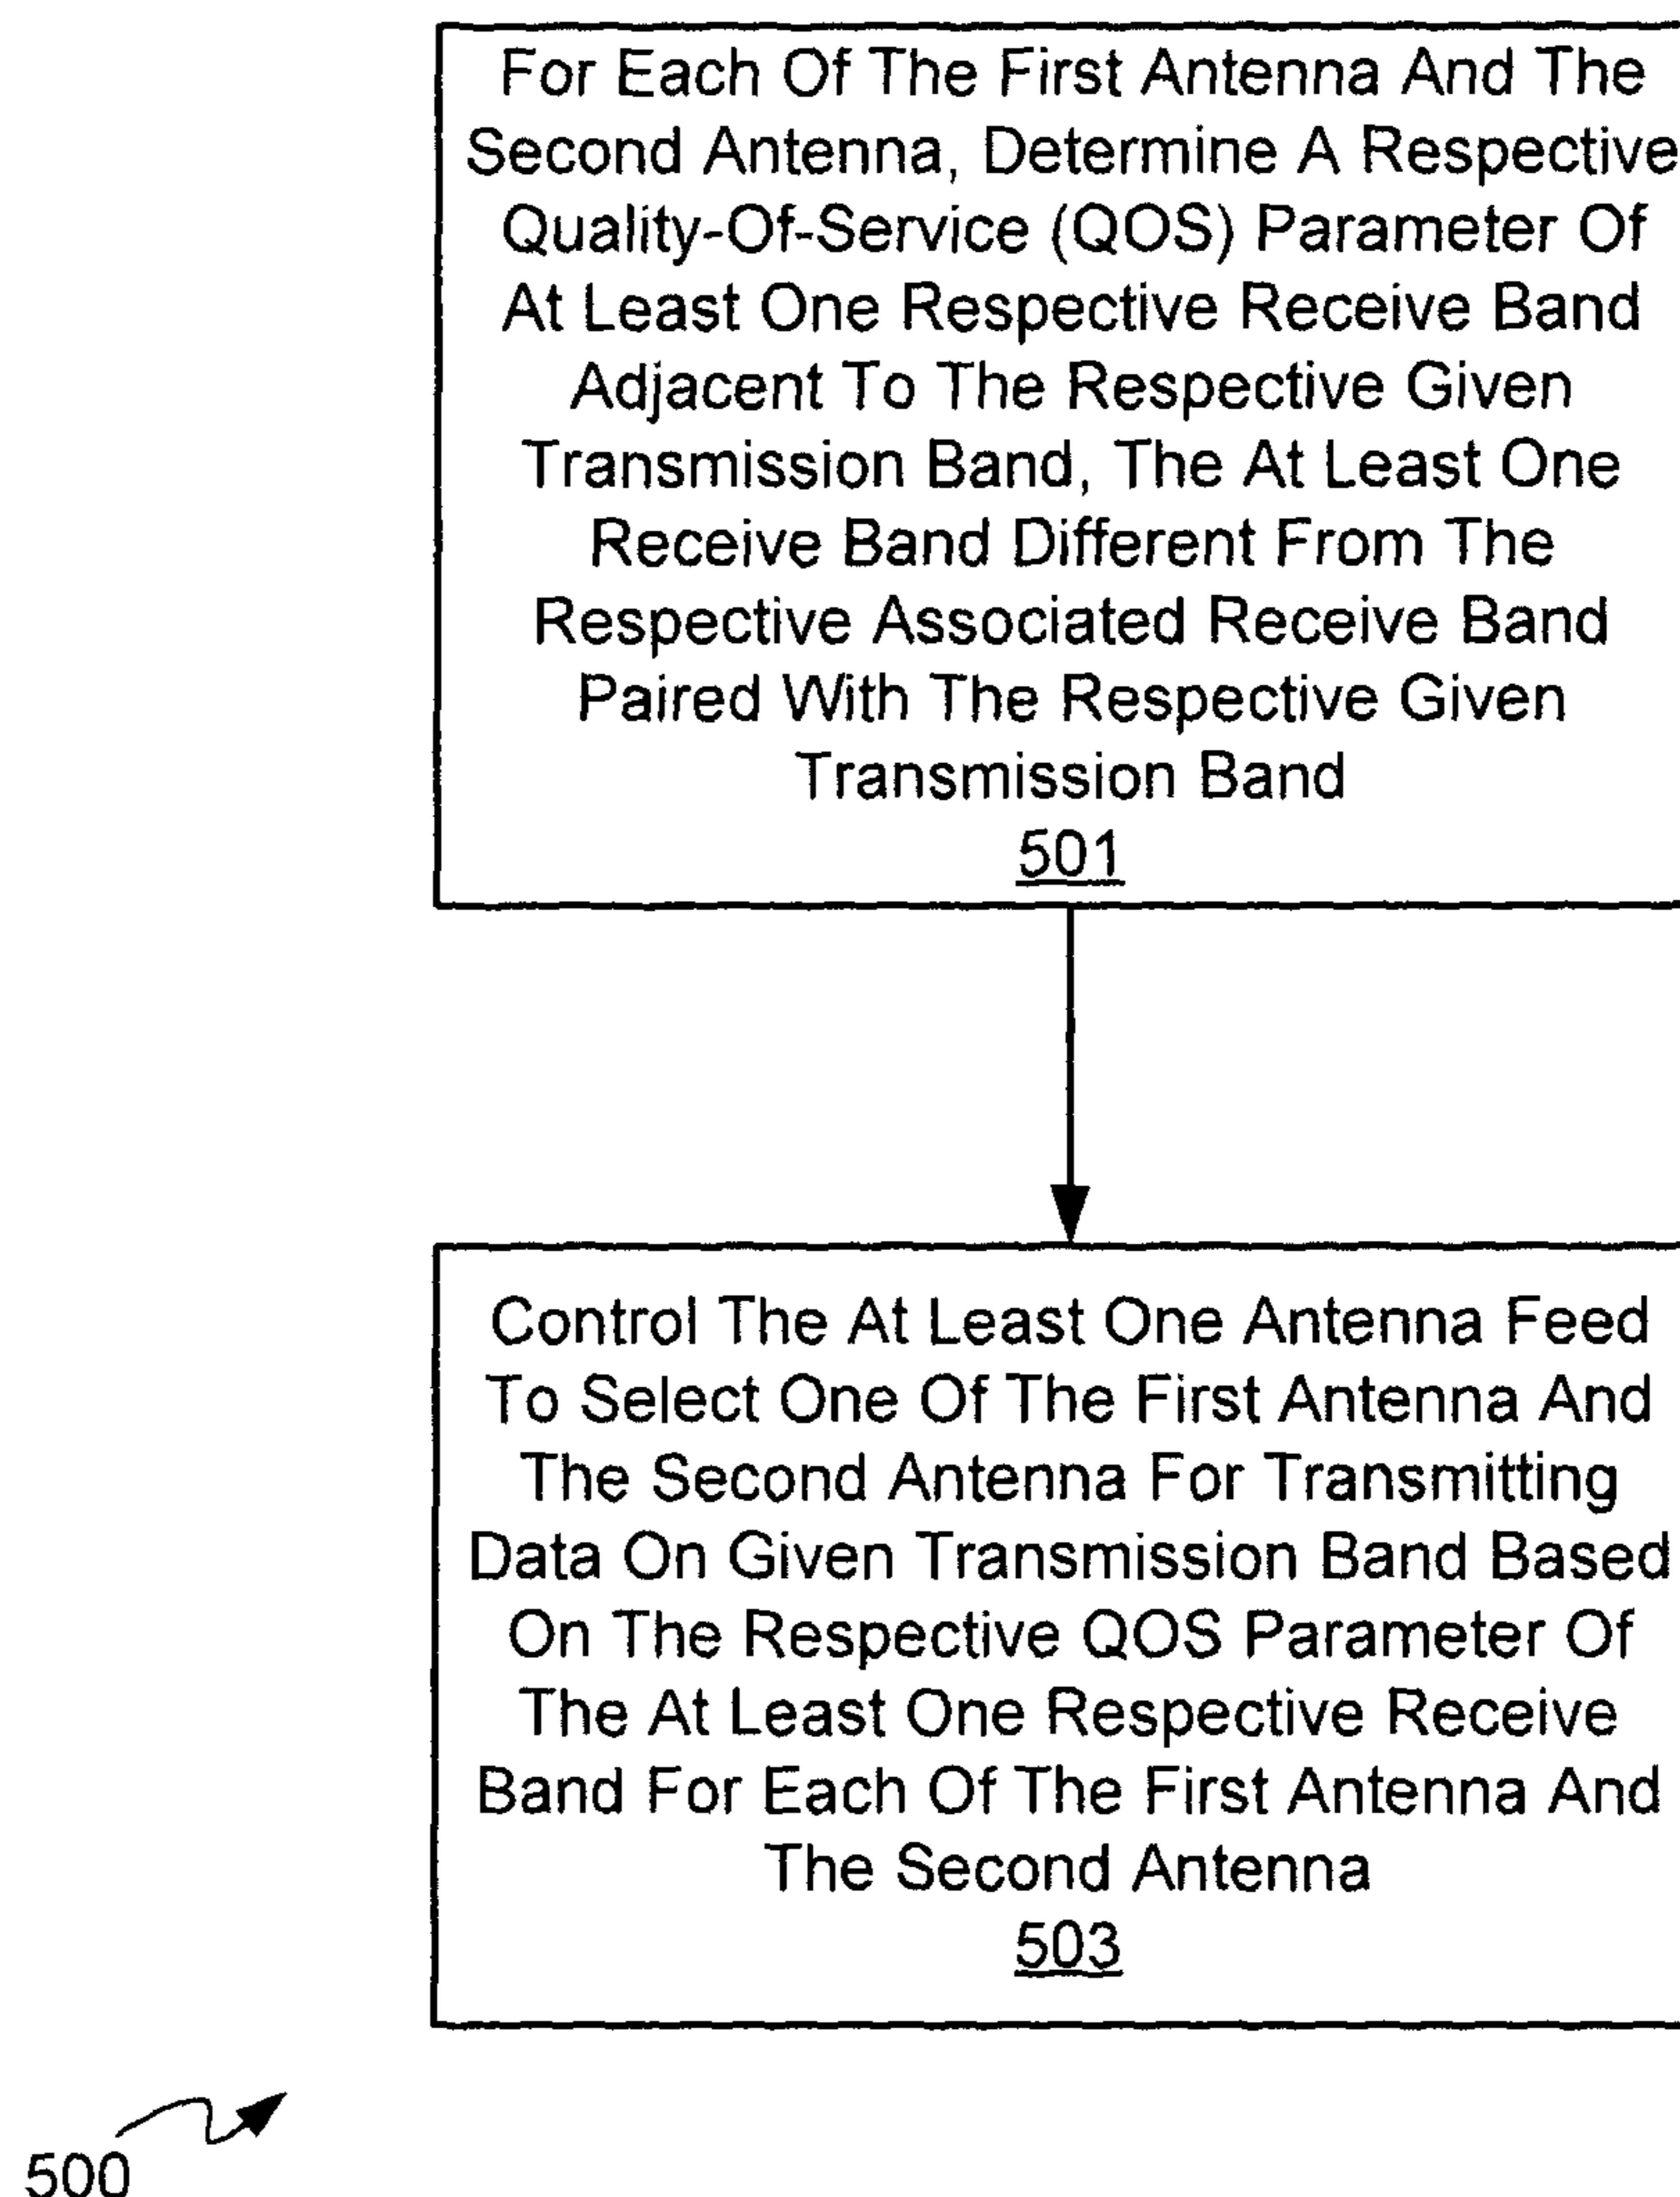 For Each Of The First Antenna And The
Second Antenna, Determine A Respective
Quality-Of-Service (QOS) Parameter Of
At Least One Respective Receive Band
Adjacent To The Respective Given
Transmission Band, The At Least One
Receive Band Different From The
Respective Associated Receive Band
Paired With The Respective Given
Transmission Band
501
Control The At Least One Antenna Feed
To Select One Of The First Antenna And
The Second Antenna For Transmitting
Data On Given Transmission Band Based
On The Respective QOS Parameter Of
The At Least One Respective Receive
Band For Each Of The First Antenna And
The Second Antenna
503
500